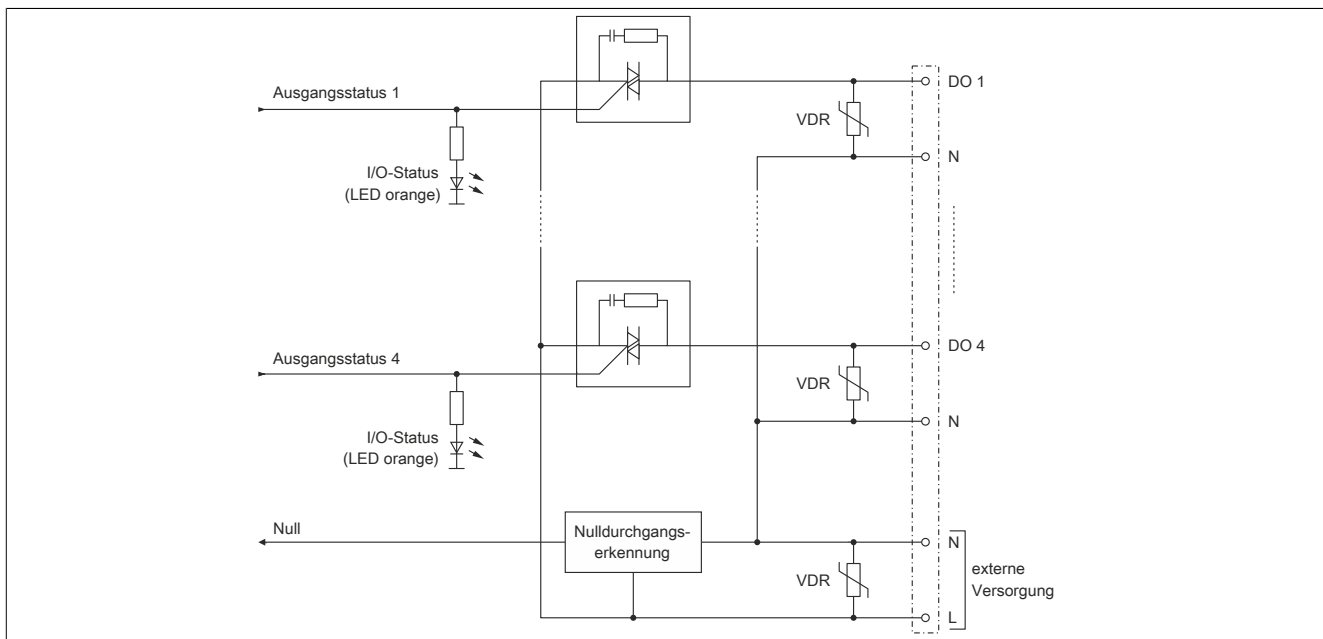 DO 1
Ausgangsstatus 1
VDR
I/O-Status
(LED orange)
N
DO 4
Ausgangsstatus 4
VDR
I/O-Status
(LED orange)
N
Null
Nulldurchgangs-
erkennung
N
VDR
externe
Versorgung
L